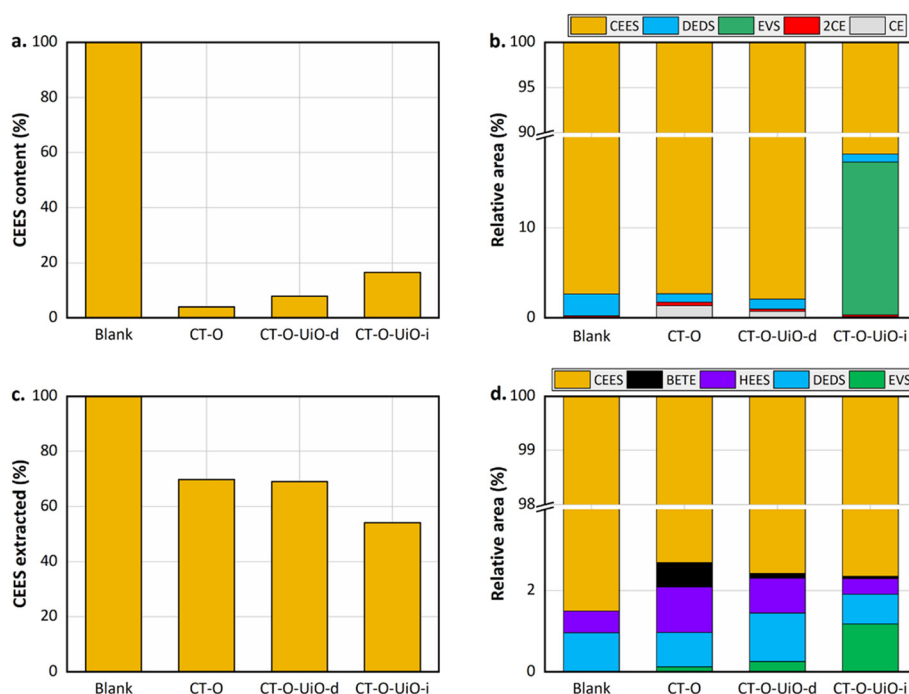 a.
CEES content (%)
100
80
60
40
20
0
Blank CT-O CT-O-UiO-d CT-O-UiO-i
CEES DEDS EVS 2CE CE
b.
Relative area (%)
100
95
90
10
0
Blank CT-O CT-O-UiO-d CT-O-UiO-i
c.
CEES extracted (%)
100
80
60
40
20
0
Blank CT-O CT-O-UiO-d CT-O-UiO-i
CEES BETE HEES DEDS EVS
d.
Relative area (%)
100
99
98
2
0
Blank CT-O CT-O-UiO-d CT-O-UiO-i